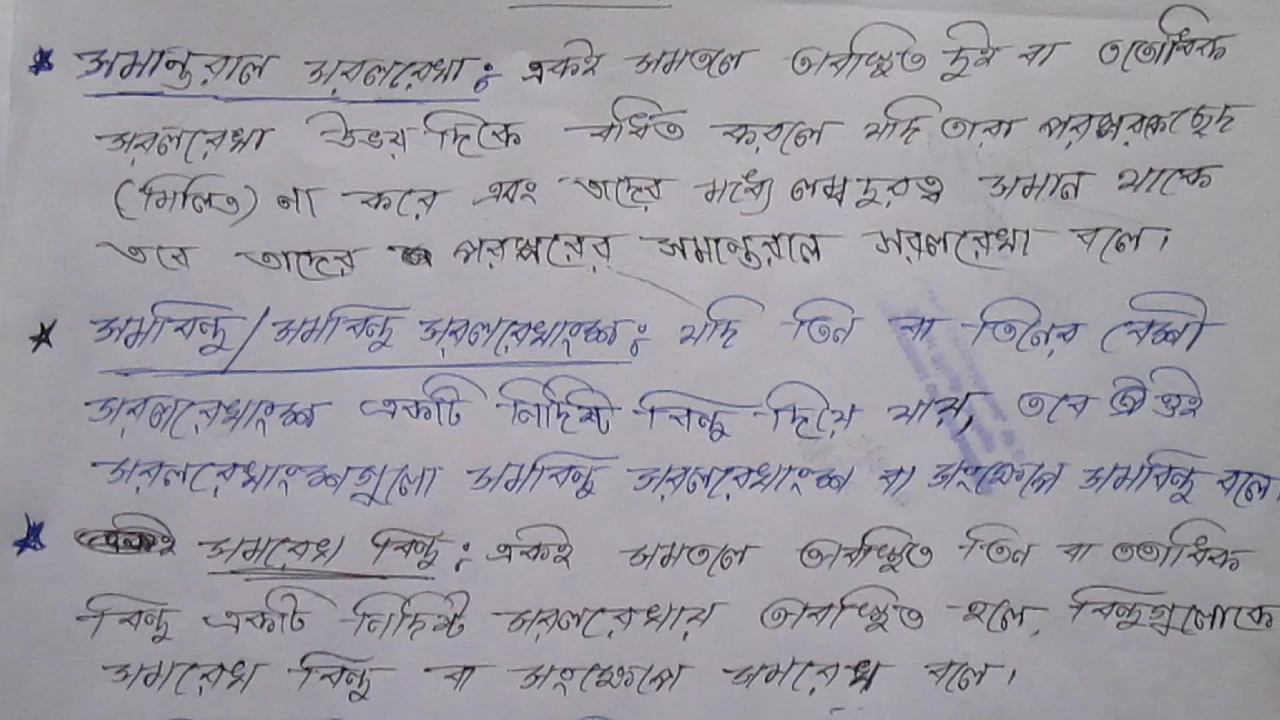 * সমান্তরাল সরলরেখা : একই সমতলে অবস্থিত দুই বা ততোধিক
সরলরেখা উভয় দিকে বর্ধিত করলে যদি তারা পরস্পরকে ছেদ
(মিলিত) না করে এবং তাদের মধ্যে লম্ব দূরত্ব সমান থাকে
তবে তাদের পরস্পরের সমান্তরাল সরলরেখা বলে।
* সমবিন্দু / সমবিন্দু সরলরেখাংশ : যদি তিন বা তিনের বেশী
সরলরেখাংশ একটি নির্দিষ্ট বিন্দু দিয়ে যায়, তবে ওই
সরলরেখাংশগুলো সমবিন্দু সরলরেখাংশ বা সংক্ষেপে সমবিন্দু বলে।
* সমরেখ বিন্দু : একই সমতলে অবস্থিত তিন বা ততোধিক
বিন্দু একটি নির্দিষ্ট সরলরেখায় অবস্থিত হলে, বিন্দুগুলোকে
সমরেখ বিন্দু বা সংক্ষেপে সমরেখ বলে।